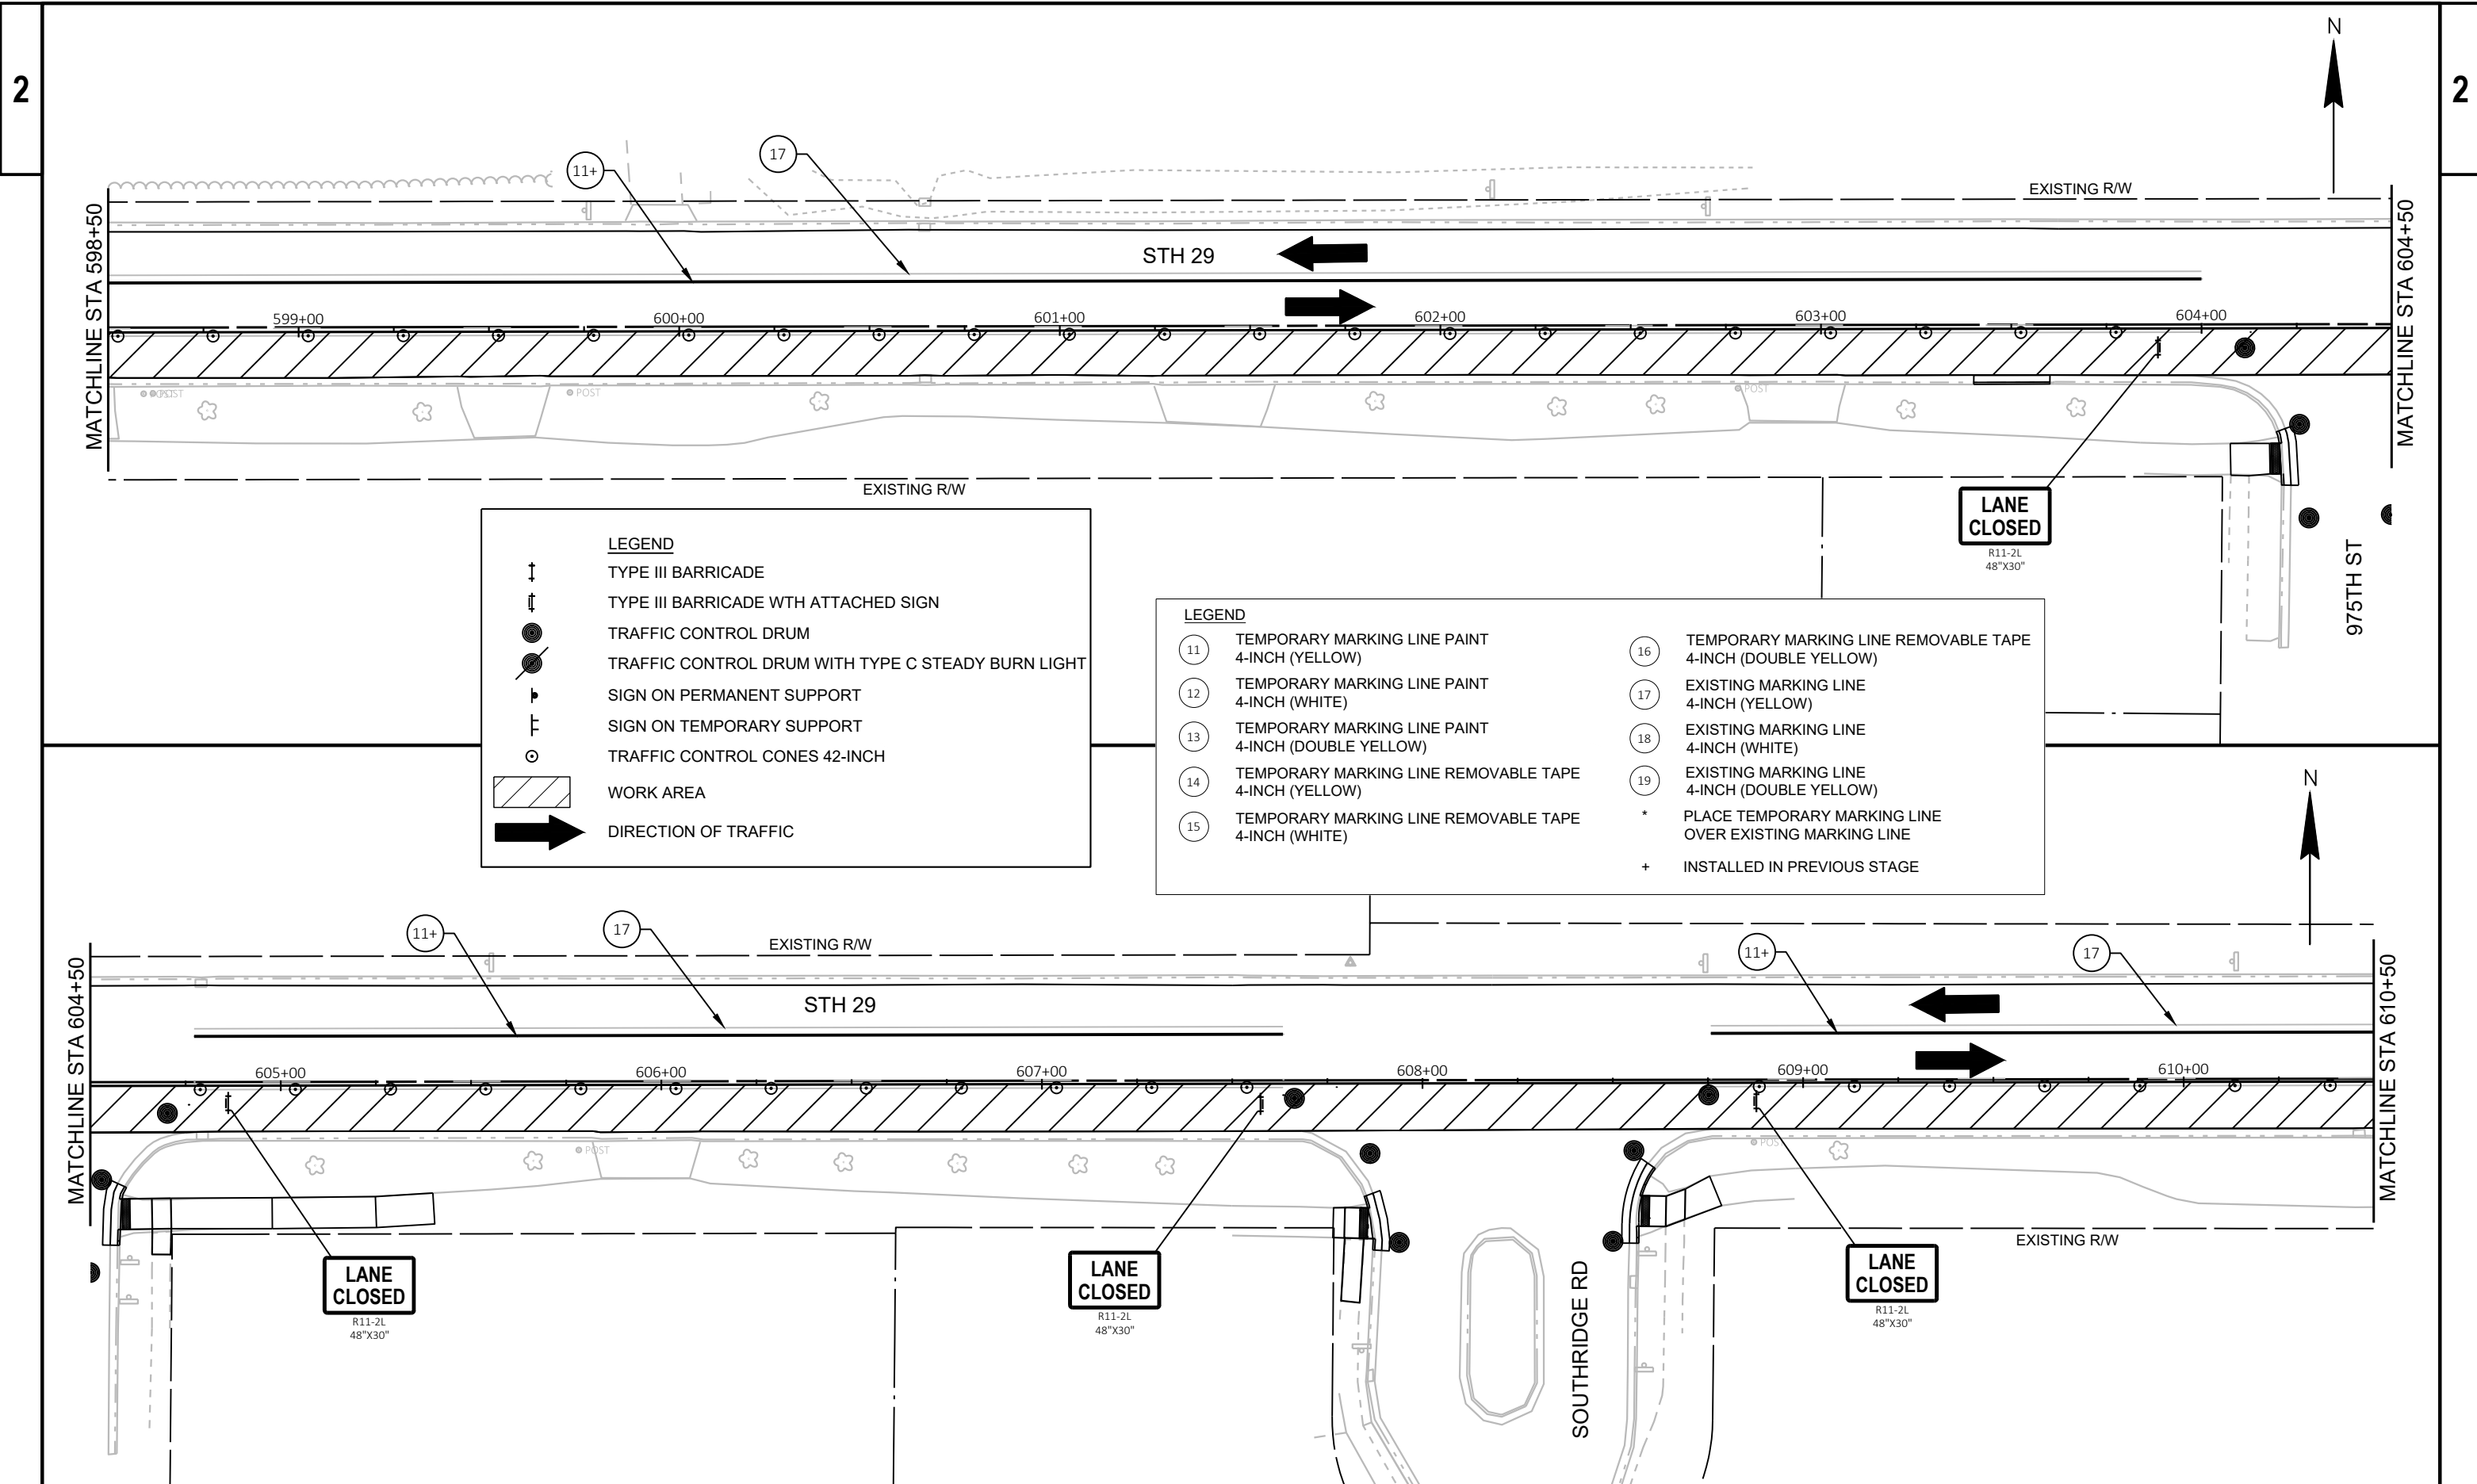 2
2
N
11+
17
EXISTING R/W
MATCHLINE STA 598+50
MATCHLINE STA 604+50
STH 29
599+00
600+00
601+00
602+00
603+00
604+00
POST
POST
POST
EXISTING R/W
LANE
CLOSED
R11-2L
48"X30"
975TH ST
LEGEND
TYPE III BARRICADE
TYPE III BARRICADE WTH ATTACHED SIGN
TRAFFIC CONTROL DRUM
TRAFFIC CONTROL DRUM WITH TYPE C STEADY BURN LIGHT
SIGN ON PERMANENT SUPPORT
SIGN ON TEMPORARY SUPPORT
TRAFFIC CONTROL CONES 42-INCH
WORK AREA
DIRECTION OF TRAFFIC
LEGEND
11 TEMPORARY MARKING LINE PAINT
4-INCH (YELLOW)
12 TEMPORARY MARKING LINE PAINT
4-INCH (WHITE)
13 TEMPORARY MARKING LINE PAINT
4-INCH (DOUBLE YELLOW)
14 TEMPORARY MARKING LINE REMOVABLE TAPE
4-INCH (YELLOW)
15 TEMPORARY MARKING LINE REMOVABLE TAPE
4-INCH (WHITE)
16 TEMPORARY MARKING LINE REMOVABLE TAPE
4-INCH (DOUBLE YELLOW)
17 EXISTING MARKING LINE
4-INCH (YELLOW)
18 EXISTING MARKING LINE
4-INCH (WHITE)
19 EXISTING MARKING LINE
4-INCH (DOUBLE YELLOW)
* PLACE TEMPORARY MARKING LINE
OVER EXISTING MARKING LINE
+ INSTALLED IN PREVIOUS STAGE
N
11+
17
EXISTING R/W
11+
17
MATCHLINE STA 604+50
MATCHLINE STA 610+50
STH 29
605+00
606+00
607+00
608+00
609+00
610+00
POST
POST
EXISTING R/W
LANE
CLOSED
R11-2L
48"X30"
LANE
CLOSED
R11-2L
48"X30"
LANE
CLOSED
R11-2L
48"X30"
SOUTHRIDGE RD